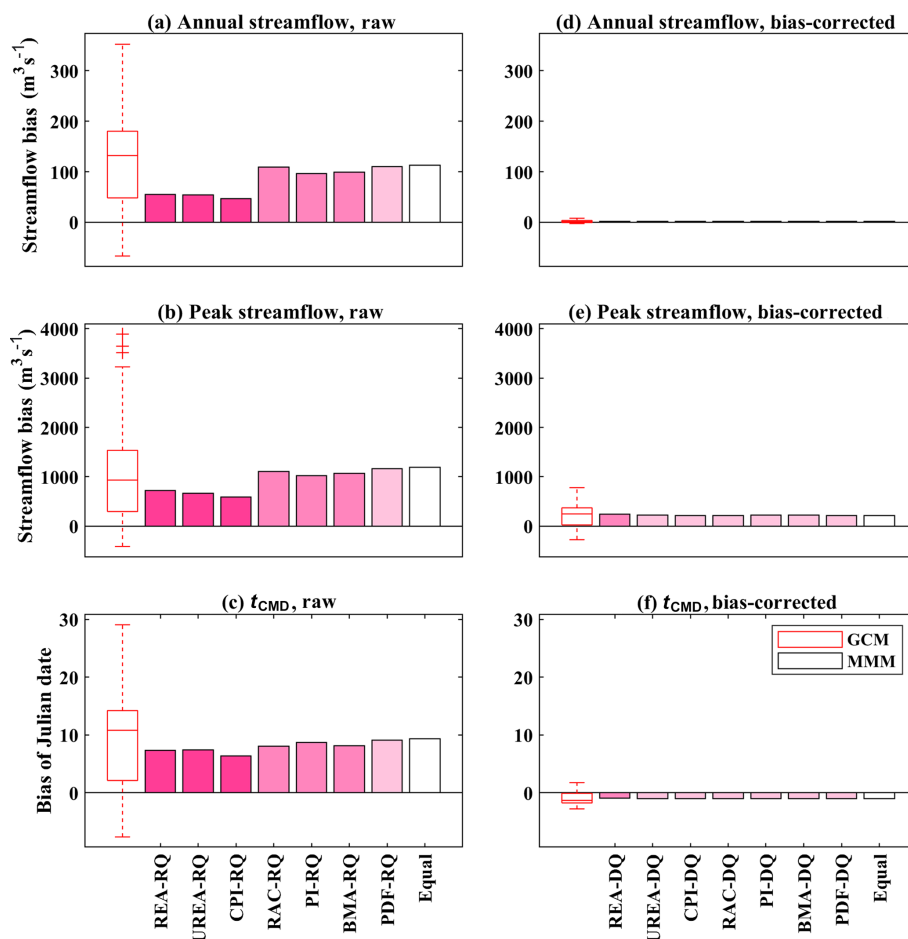 (a) Annual streamflow, raw
Streamflow bias (m³ s⁻¹)
300
200
100
0
(d) Annual streamflow, bias-corrected
300
200
100
0
(b) Peak streamflow, raw
Streamflow bias (m³ s⁻¹)
4000
3000
2000
1000
0
(e) Peak streamflow, bias-corrected
4000
3000
2000
1000
0
(c) tCMD, raw
Bias of Julian date
30
20
10
0
REA-RQ
UREA-RQ
CPI-RQ
RAC-RQ
PI-RQ
BMA-RQ
PDF-RQ
Equal
(f) tCMD, bias-corrected
30
20
10
0
GCM
MMM
REA-DQ
UREA-DQ
CPI-DQ
RAC-DQ
PI-DQ
BMA-DQ
PDF-DQ
Equal